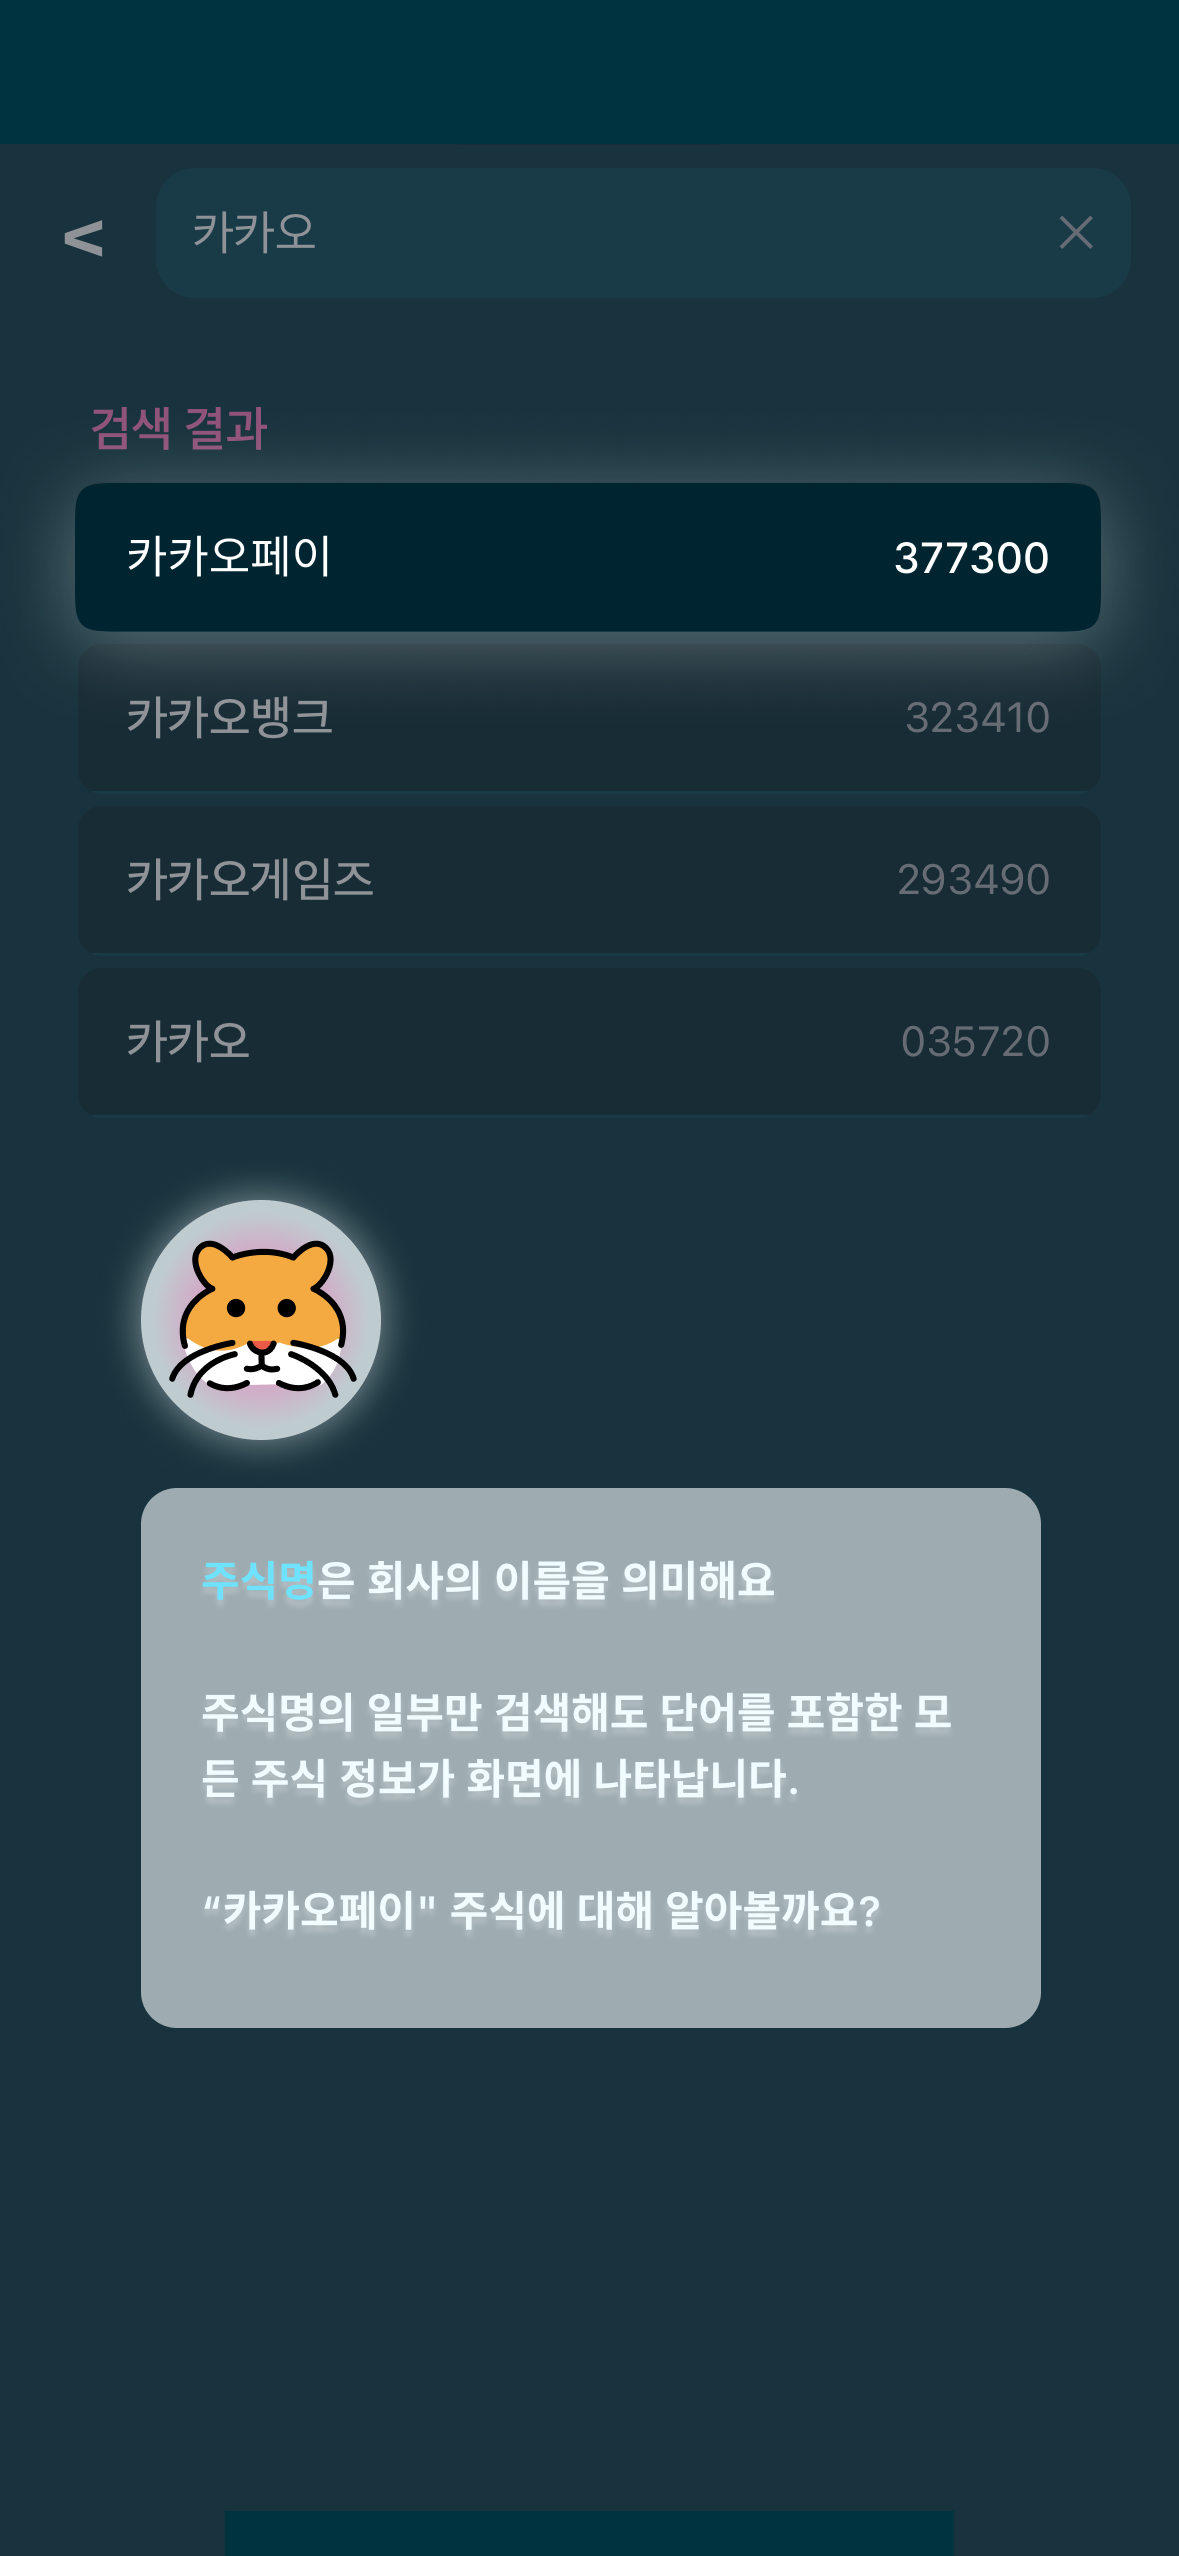 < 카카오
검색 결과
카카오페이 377300
카카오뱅크 323410
카카오게임즈 293490
카카오 035720
주식명은 회사의 이름을 의미해요
주식명의 일부만 검색해도 단어를 포함한 모
든 주식 정보가 화면에 나타납니다.
“카카오페이" 주식에 대해 알아볼까요?